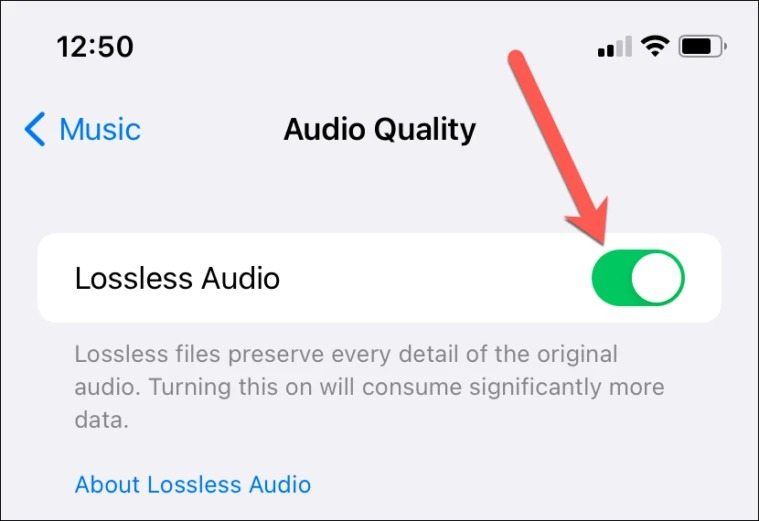 12:50
Music
Audio Quality
Lossless Audio
Lossless files preserve every detail of the original
audio. Turning this on will consume significantly more
data.
About Lossless Audio